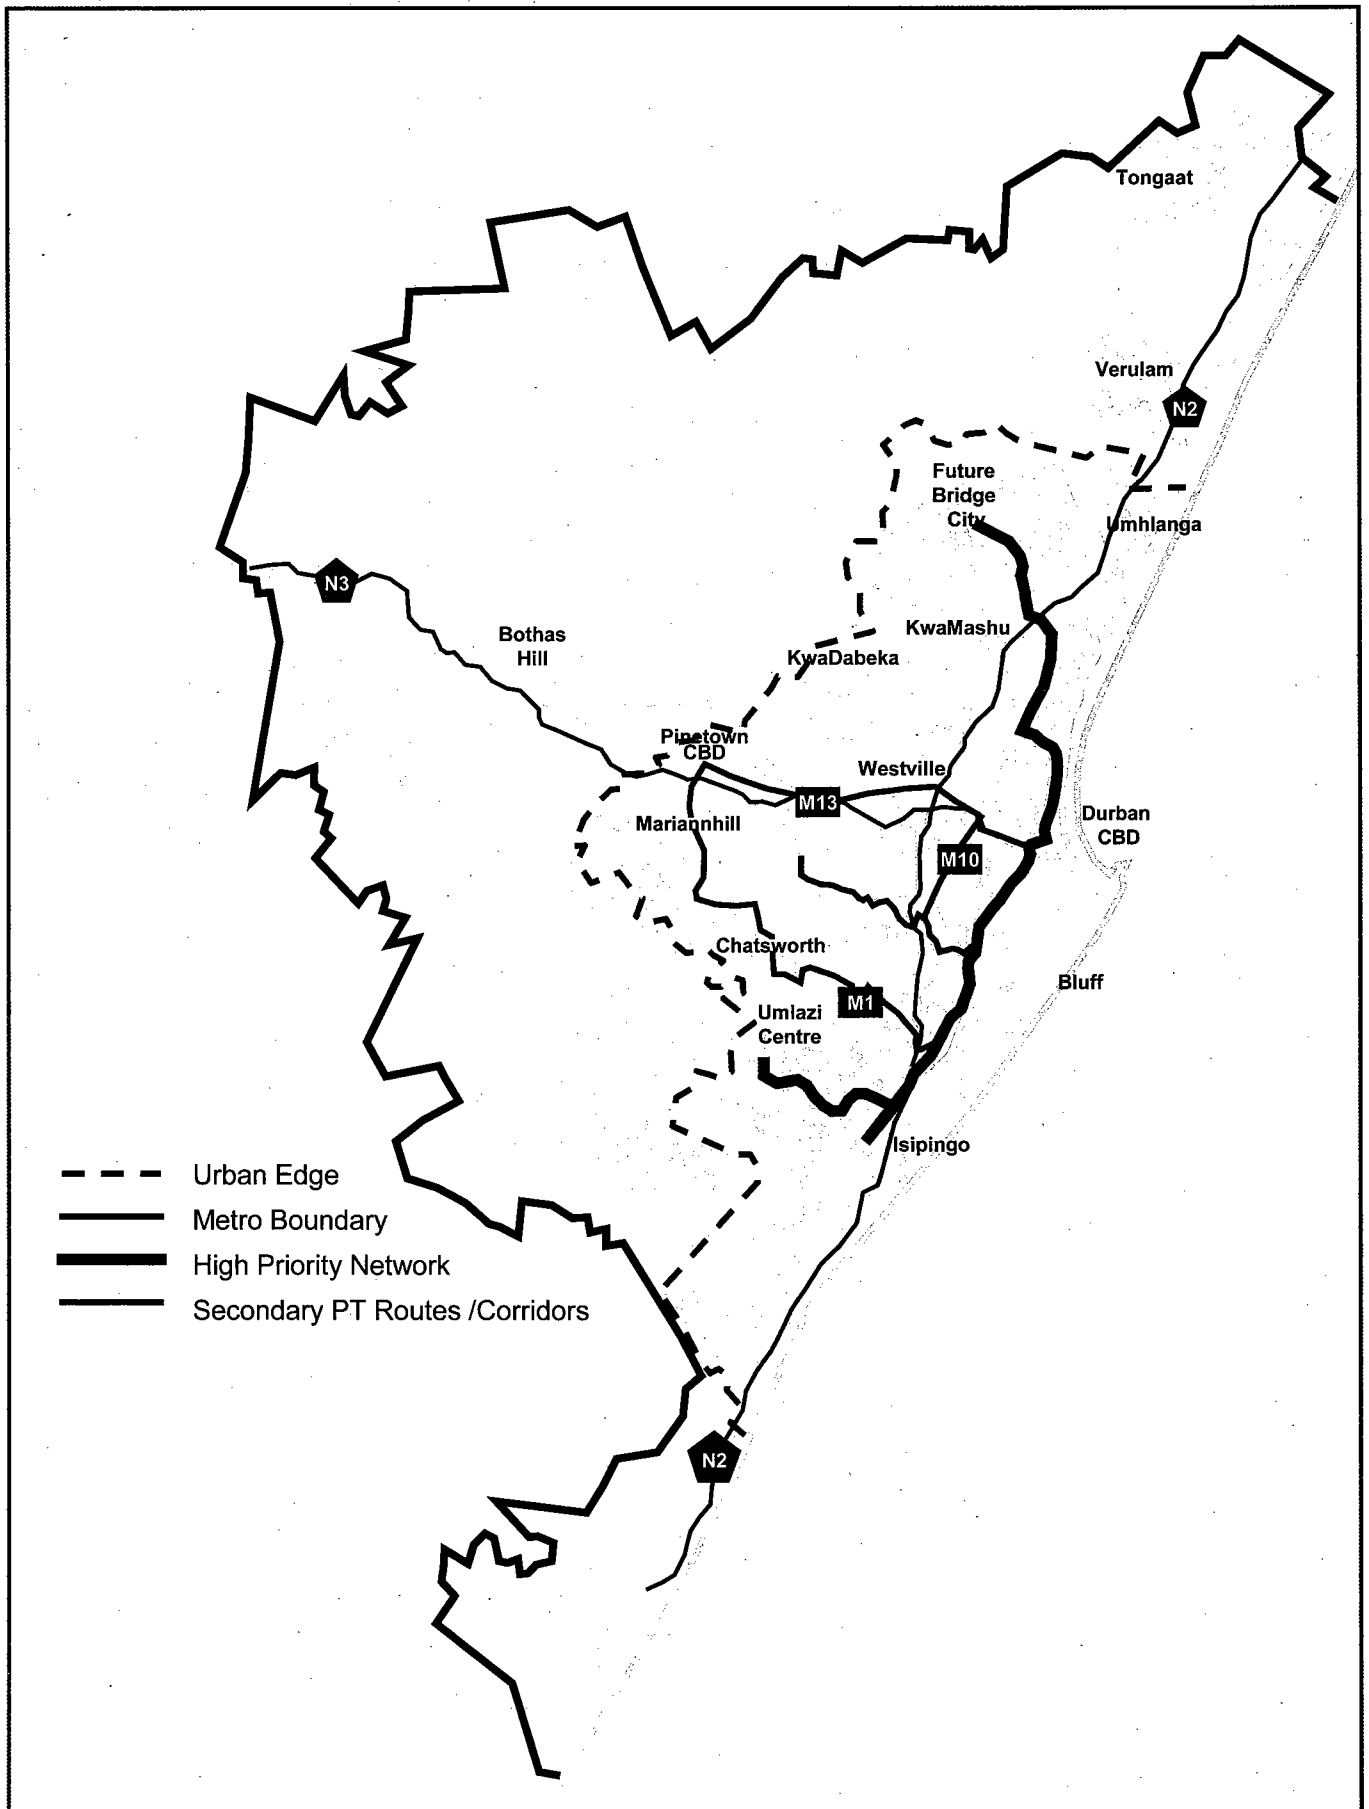 Tongaat
Verulam
N2
Future
Bridge
City
Umhlanga
N3
KwaMashu
Bothas
Hill
KwaDabeka
Pinetown
CBD
Westville
M13
Mariannhill
Durban
CBD
M10
Chatsworth
Bluff
M1
Umlazi
Centre
Isipingo
Urban Edge
Metro Boundary
High Priority Network
Secondary PT Routes /Corridors
N2